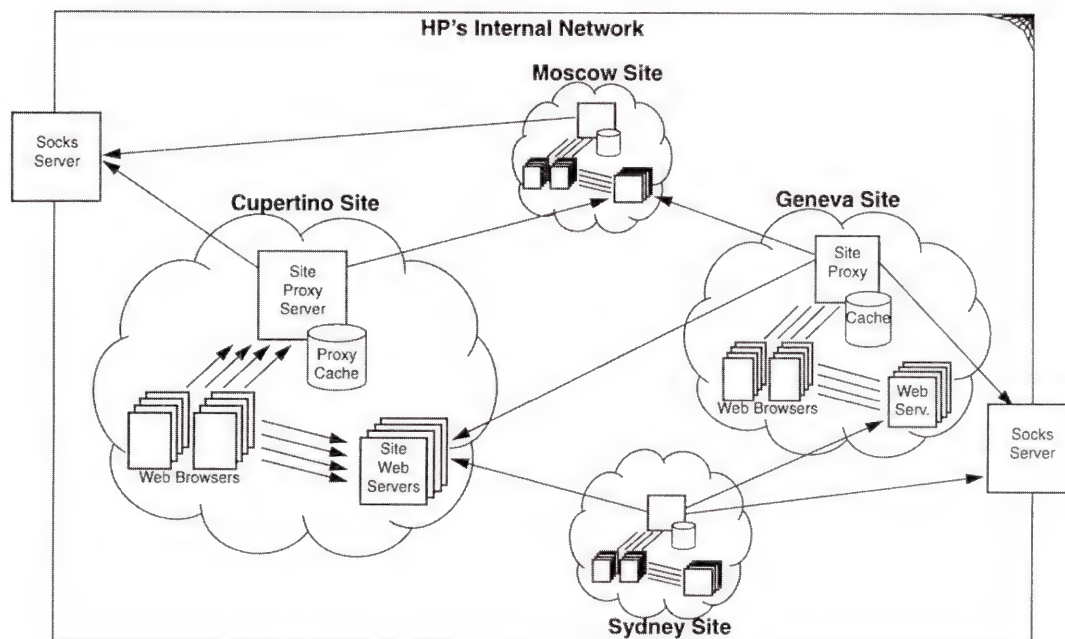 HP's Internal Network
Moscow Site
Socks
Server
Cupertino Site
Geneva Site
Site
Proxy
Server
Proxy
Cache
Site
Proxy
Cache
Web Browsers
Site
Web
Servers
Web Browsers
Web
Serv.
Socks
Server
Sydney Site